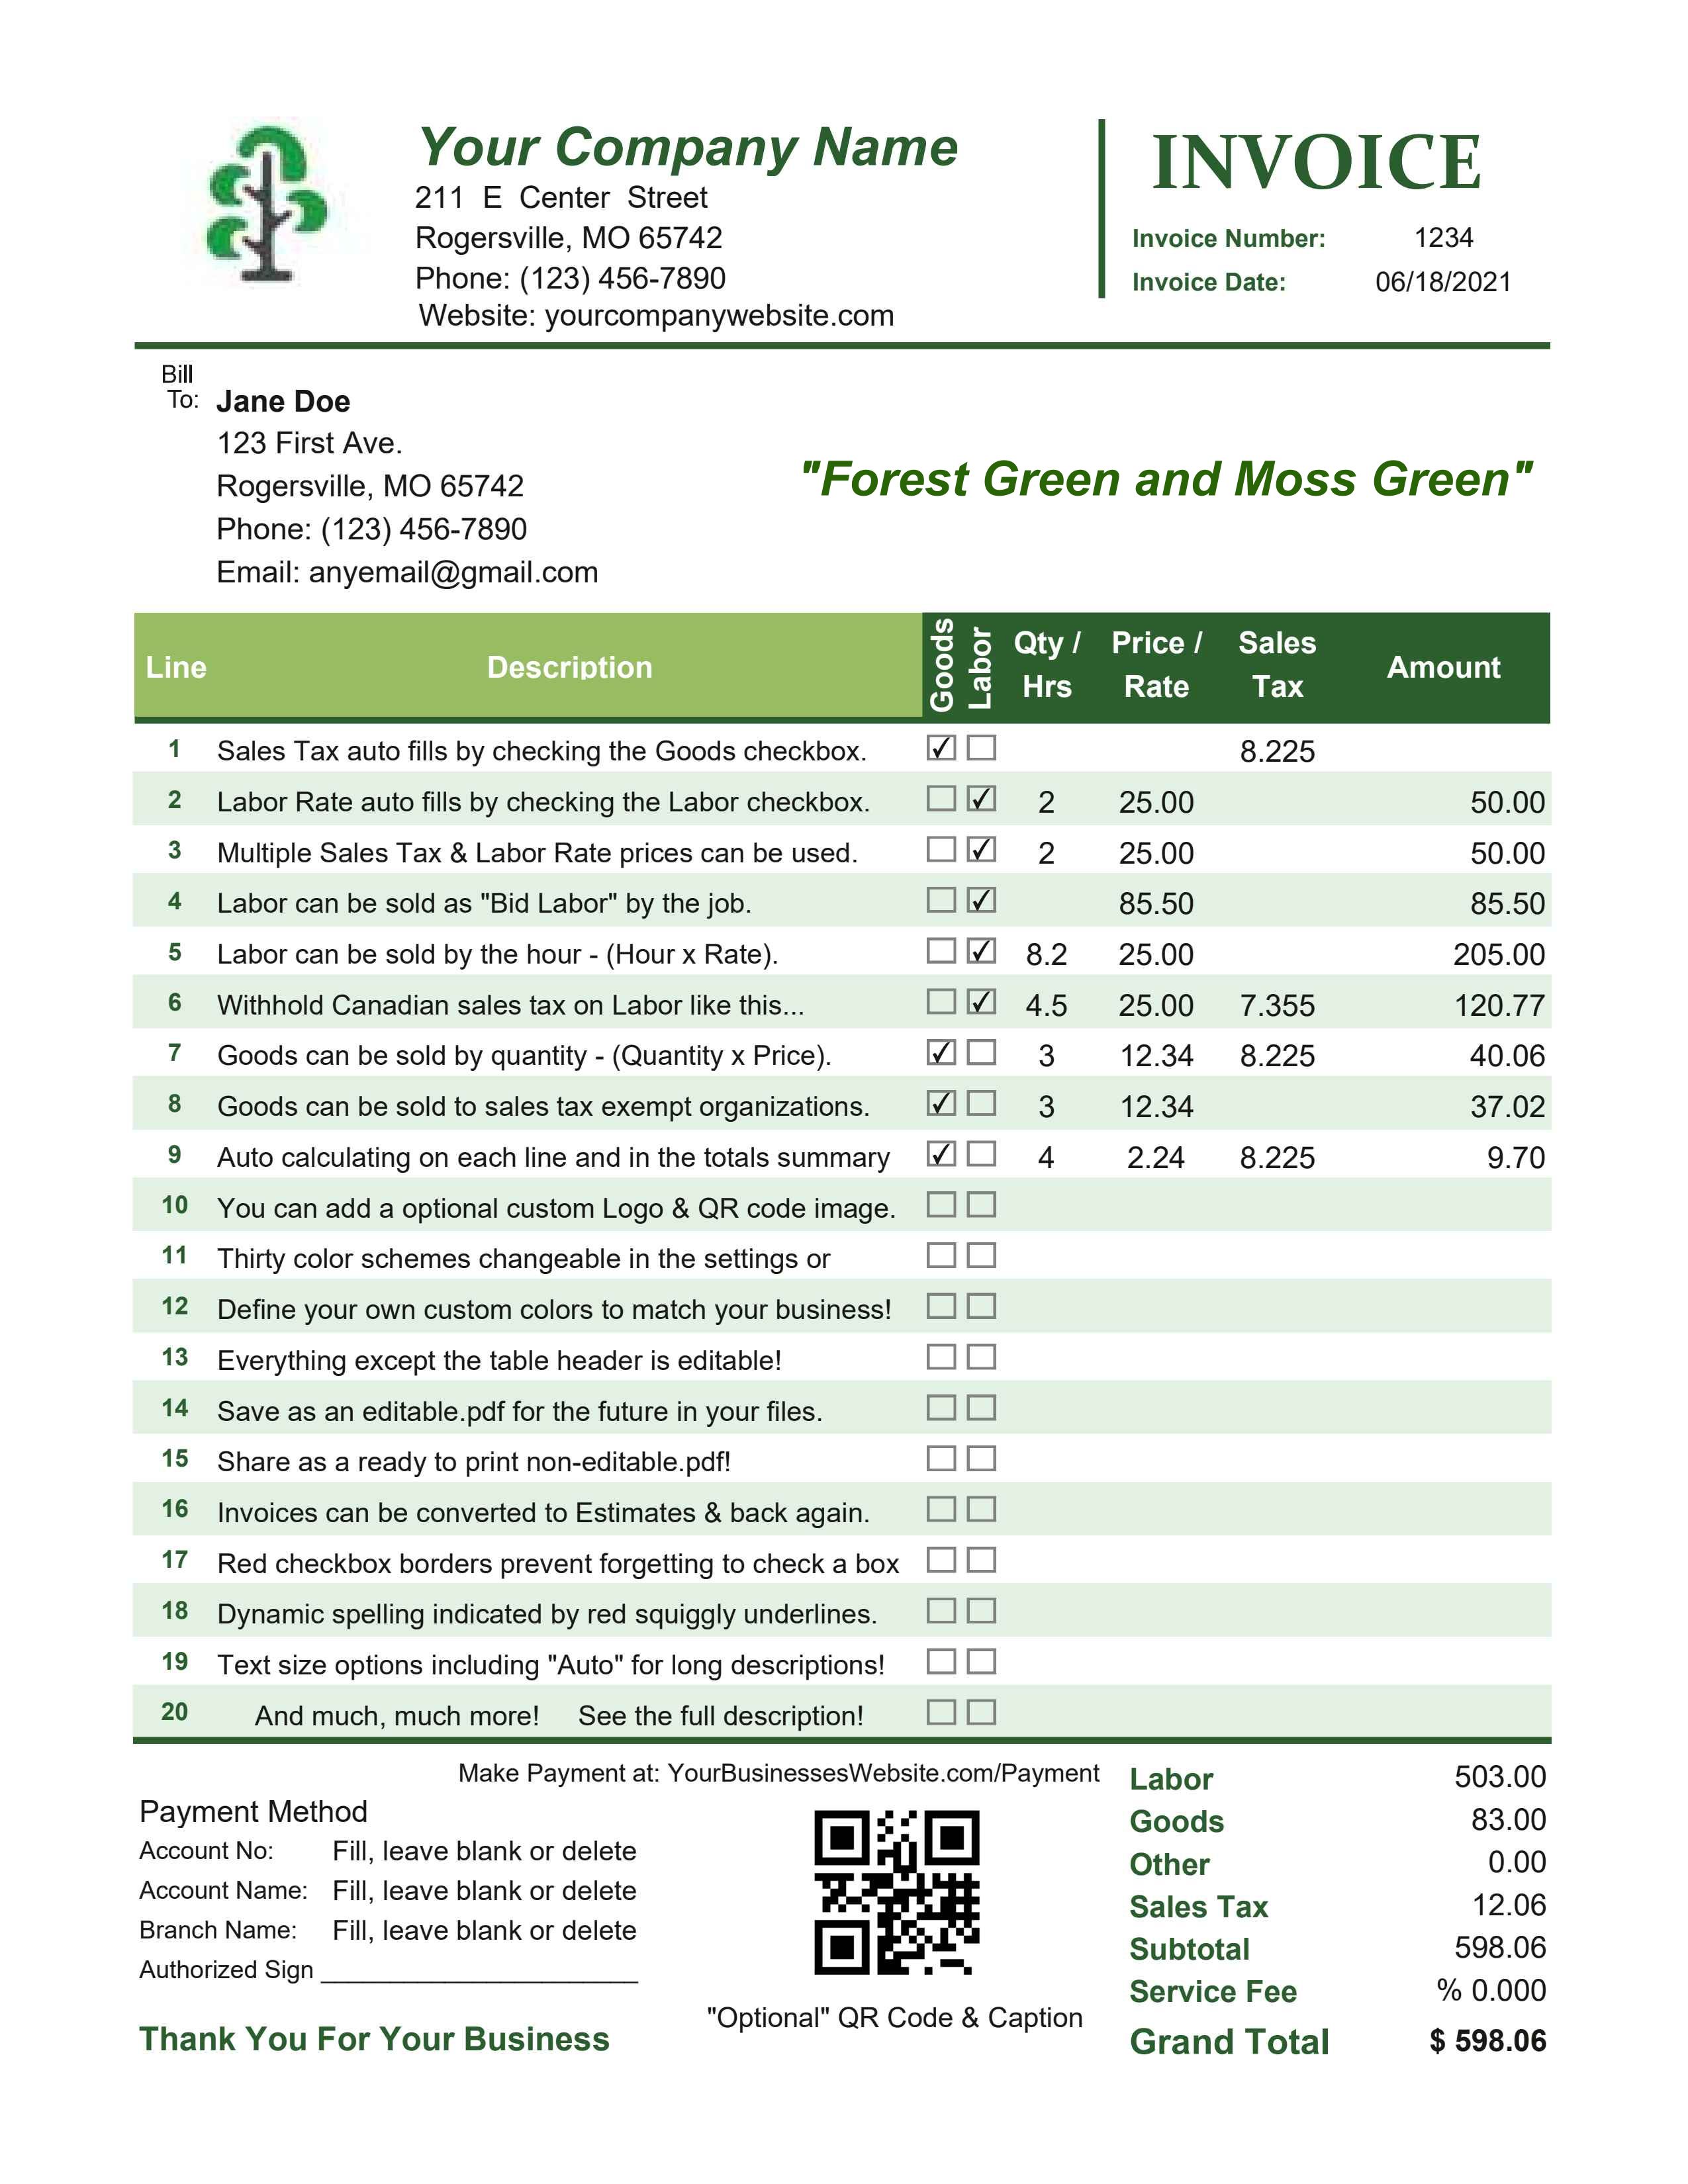 Your Company Name
211 E Center Street
Rogersville, MO 65742
Phone: (123) 456-7890
Website: yourcompanywebsite.com
INVOICE
Invoice Number: 1234
Invoice Date: 06/18/2021
Bill
To: Jane Doe
123 First Ave.
Rogersville, MO 65742
Phone: (123) 456-7890
Email: anyemail@gmail.com
"Forest Green and Moss Green"
Line Description Goods Labor Qty / Hrs Price / Rate Sales Tax Amount
1 Sales Tax auto fills by checking the Goods checkbox. ✓ 8.225
2 Labor Rate auto fills by checking the Labor checkbox. ✓ 2 25.00 50.00
3 Multiple Sales Tax & Labor Rate prices can be used. ✓ 2 25.00 50.00
4 Labor can be sold as "Bid Labor" by the job. ✓ 85.50 85.50
5 Labor can be sold by the hour - (Hour x Rate). ✓ 8.2 25.00 205.00
6 Withhold Canadian sales tax on Labor like this... ✓ 4.5 25.00 7.355 120.77
7 Goods can be sold by quantity - (Quantity x Price). ✓ 3 12.34 8.225 40.06
8 Goods can be sold to sales tax exempt organizations. ✓ 3 12.34 37.02
9 Auto calculating on each line and in the totals summary ✓ 4 2.24 8.225 9.70
10 You can add a optional custom Logo & QR code image.
11 Thirty color schemes changeable in the settings or
12 Define your own custom colors to match your business!
13 Everything except the table header is editable!
14 Save as an editable.pdf for the future in your files.
15 Share as a ready to print non-editable.pdf!
16 Invoices can be converted to Estimates & back again.
17 Red checkbox borders prevent forgetting to check a box
18 Dynamic spelling indicated by red squiggly underlines.
19 Text size options including "Auto" for long descriptions!
20 And much, much more! See the full description!
Make Payment at: YourBusinessesWebsite.com/Payment
Payment Method
Account No: Fill, leave blank or delete
Account Name: Fill, leave blank or delete
Branch Name: Fill, leave blank or delete
Authorized Sign
Thank You For Your Business
"Optional" QR Code & Caption
Labor 503.00
Goods 83.00
Other 0.00
Sales Tax 12.06
Subtotal 598.06
Service Fee % 0.000
Grand Total $ 598.06